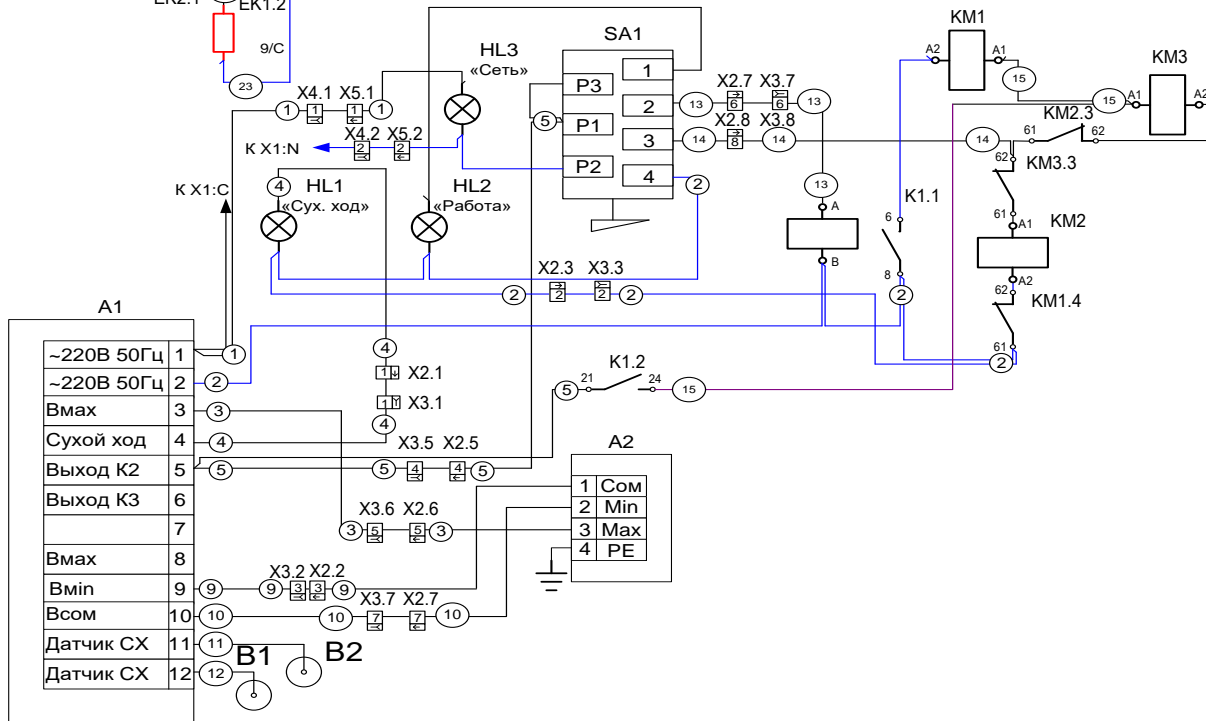 EK2.1
EK1.2
9/C
23
KM1
A2
A1
15
KM3
15
A1
A2
SA1
HL3
«Сеть»
X4.1 X5.1
1 1 1 1
P3
1
2
13
X2.7 X3.7
6 6
13
5
P1
3
14
X2.8 X3.8
8
14
14
KM2.3
61
62
X4.2 X5.2
2 2
К X1:N
P2
4
2
62
KM3.3
К X1:C
4
HL1
«Сух. ход»
HL2
«Работа»
13
A
B
K1.1
6
8
61
A1
KM2
A2
X2.3 X3.3
2 2 2 2
2
62
KM1.4
61
2
A1
~220В 50Гц 1 1
~220В 50Гц 2 2
Вмах 3 3
Сухой ход 4 4
Выход К2 5 5
Выход К3 6
7
Вмах 8
Вмin 9 9
Всом 10 10
Датчик СХ 11 11
Датчик СХ 12 12
4
1 X2.1
1 X3.1
4
K1.2
5 21 24 15
X3.5 X2.5
5 4 4 5
A2
1 Сом
2 Min
3 Max
4 PE
X3.6 X2.6
3 5 5 3
X3.2 X2.2
9 3 3 9
X3.7 X2.7
10 7 7 10
B1
B2